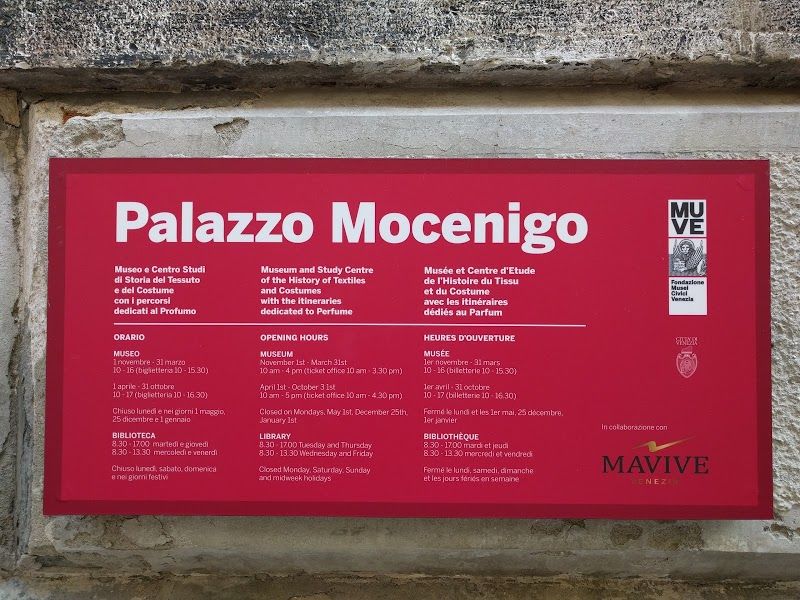 Palazzo Mocenigo
Museo e Centro Studi
di Storia del Tessuto
e del Costume
con i percorsi
dedicati al Profumo
Museum and Study Centre
of the History of Textiles
and Costumes
with the itineraries
dedicated to Perfume
Musée et Centre d'Etude
de l'Histoire du Tissu
et du Costume
avec les itinéraires
dédiés au Parfum
ORARIO
MUSEO
1 novembre - 31 marzo
10 - 16 (biglietteria 10 - 15.30)
1 aprile - 31 ottobre
10 - 17 (biglietteria 10 - 16.30)
Chiuso lunedì e nei giorni 1 maggio,
25 dicembre e 1 gennaio
BIBLIOTECA
8.30 - 17.00 martedì e giovedì
8.30 - 13.30 mercoledì e venerdì
Chiuso lunedì, sabato, domenica
e nei giorni festivi
OPENING HOURS
MUSEUM
November 1st - March 31st
10 am - 4 pm (ticket office 10 am - 3.30 pm)
April 1st - October 31st
10 am - 5 pm (ticket office 10 am - 4.30 pm)
Closed on Mondays, May 1st, December 25th,
January 1st
LIBRARY
8.30 - 17.00 Tuesday and Thursday
8.30 - 13.30 Wednesday and Friday
Closed Monday, Saturday, Sunday
and midweek holidays
HEURES D'OUVERTURE
MUSÉE
1er novembre - 31 mars
10 - 16 (billetterie 10 - 15.30)
1er avril - 31 octobre
10 - 17 (billetterie 10 - 16.30)
Fermé le lundi et les 1er mai, 25 décembre,
1er janvier
BIBLIOTHÈQUE
8.30 - 17.00 mardi et jeudi
8.30 - 13.30 mercredi et vendredi
Fermé le lundi, samedi, dimanche
et les jours fériés en semaine
MU
VE
Fondazione
Musei
Civici
Venezia
CITTÀ DI
VENEZIA
In collaborazione con
MAVIVE
VENEZIA